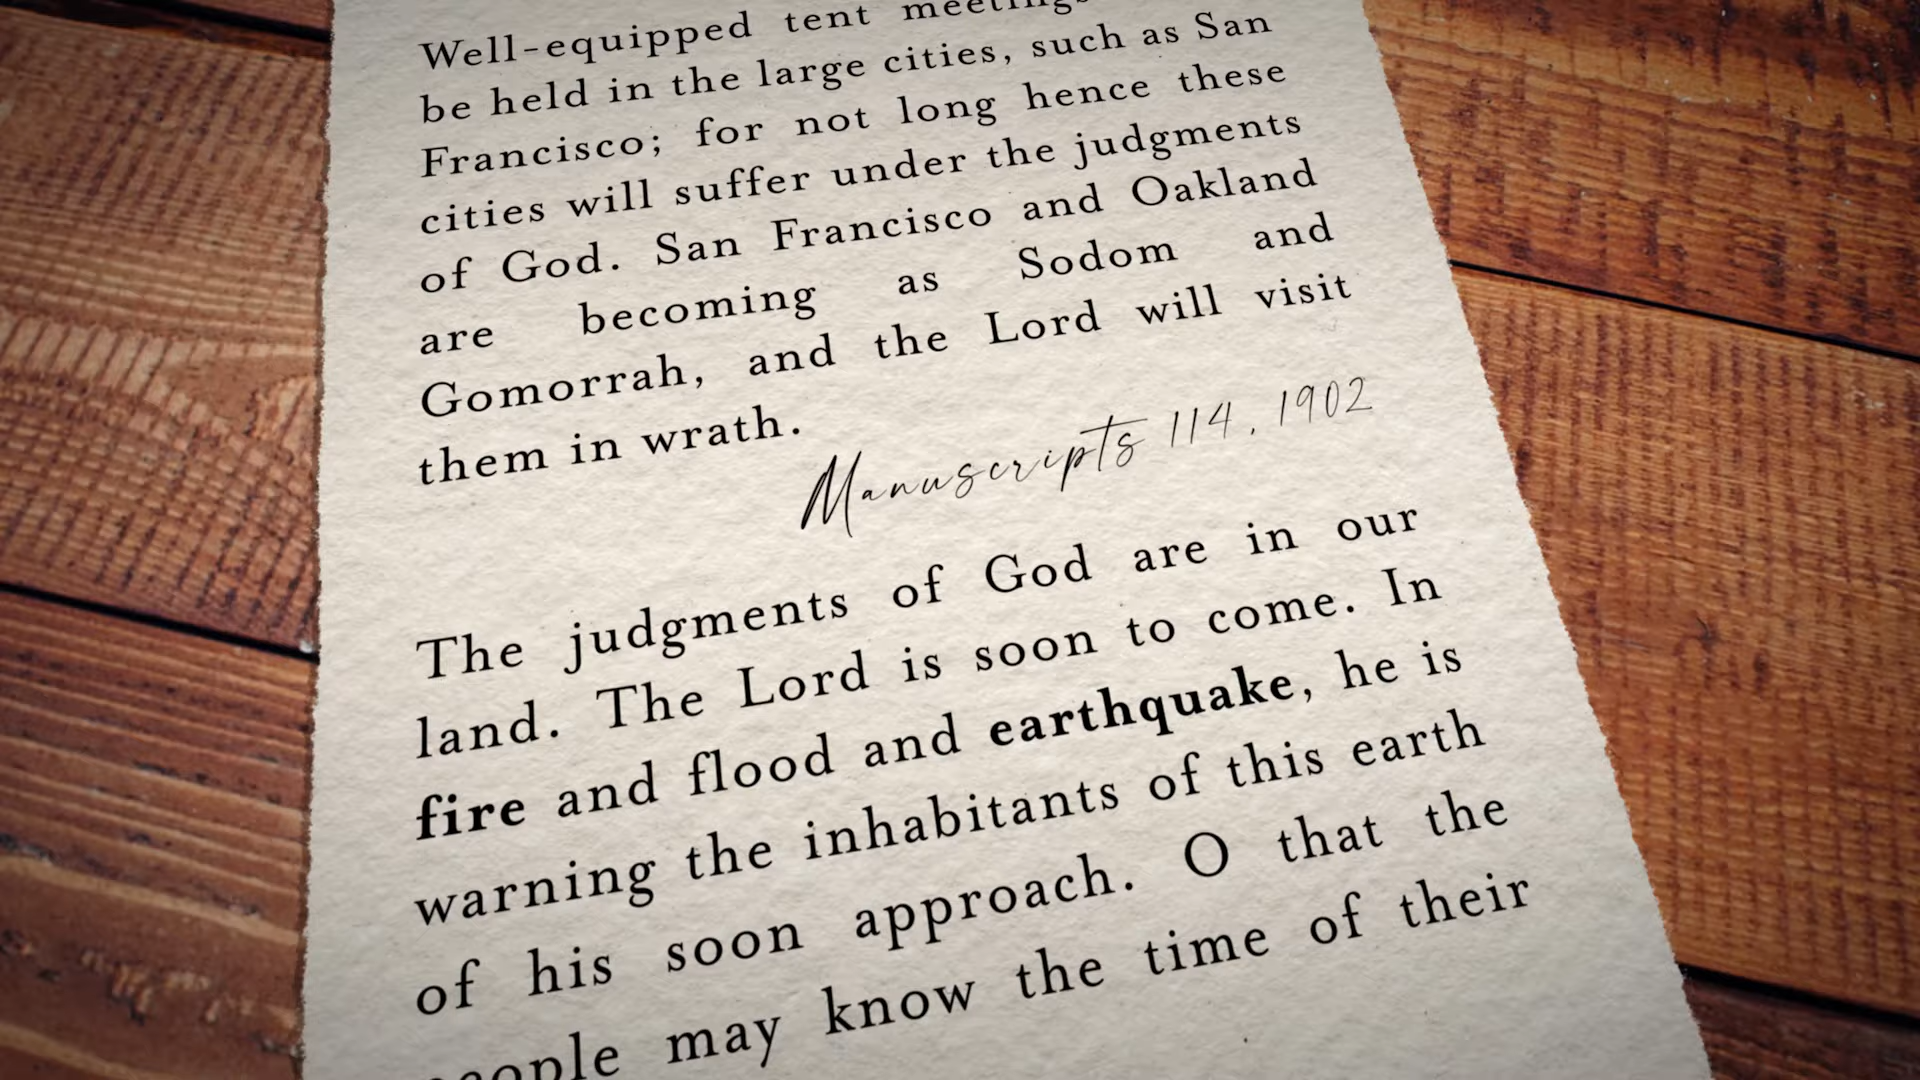 Well-equipped tent meetings
be held in the large cities, such as San
Francisco; for not long hence these
cities will suffer under the judgments
of God. San Francisco and Oakland
are becoming as Sodom and
Gomorrah, and the Lord will visit
them in wrath.
Manuscripts 114, 1902
The judgments of God are in our
land. The Lord is soon to come. In
fire and flood and earthquake, he is
warning the inhabitants of this earth
of his soon approach. O that the
people may know the time of their